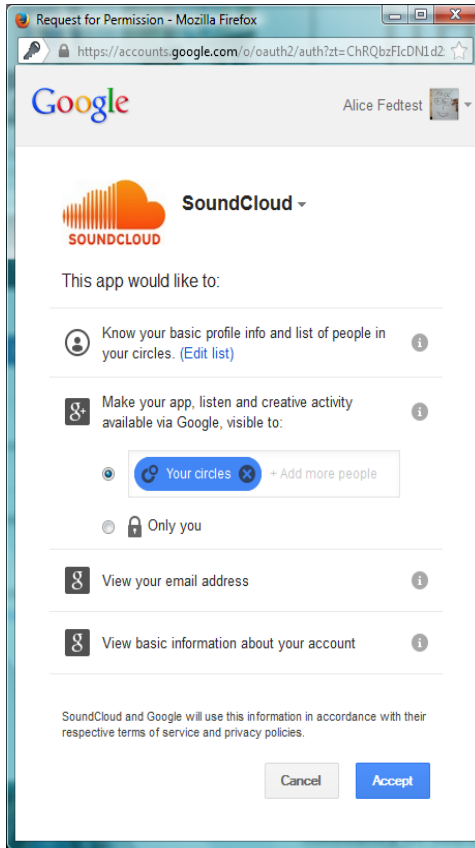 Request for Permission - Mozilla Firefox
https://accounts.google.com/o/oauth2/auth?zt=ChRQbzFIcDN1d2
Google
Alice Fedtest
SoundCloud
SOUNDCLOUD
This app would like to:
Know your basic profile info and list of people in
your circles. (Edit list)
Make your app, listen and creative activity
available via Google, visible to:
Your circles + Add more people
Only you
View your email address
View basic information about your account
SoundCloud and Google will use this information in accordance with their
respective terms of service and privacy policies.
Cancel Accept